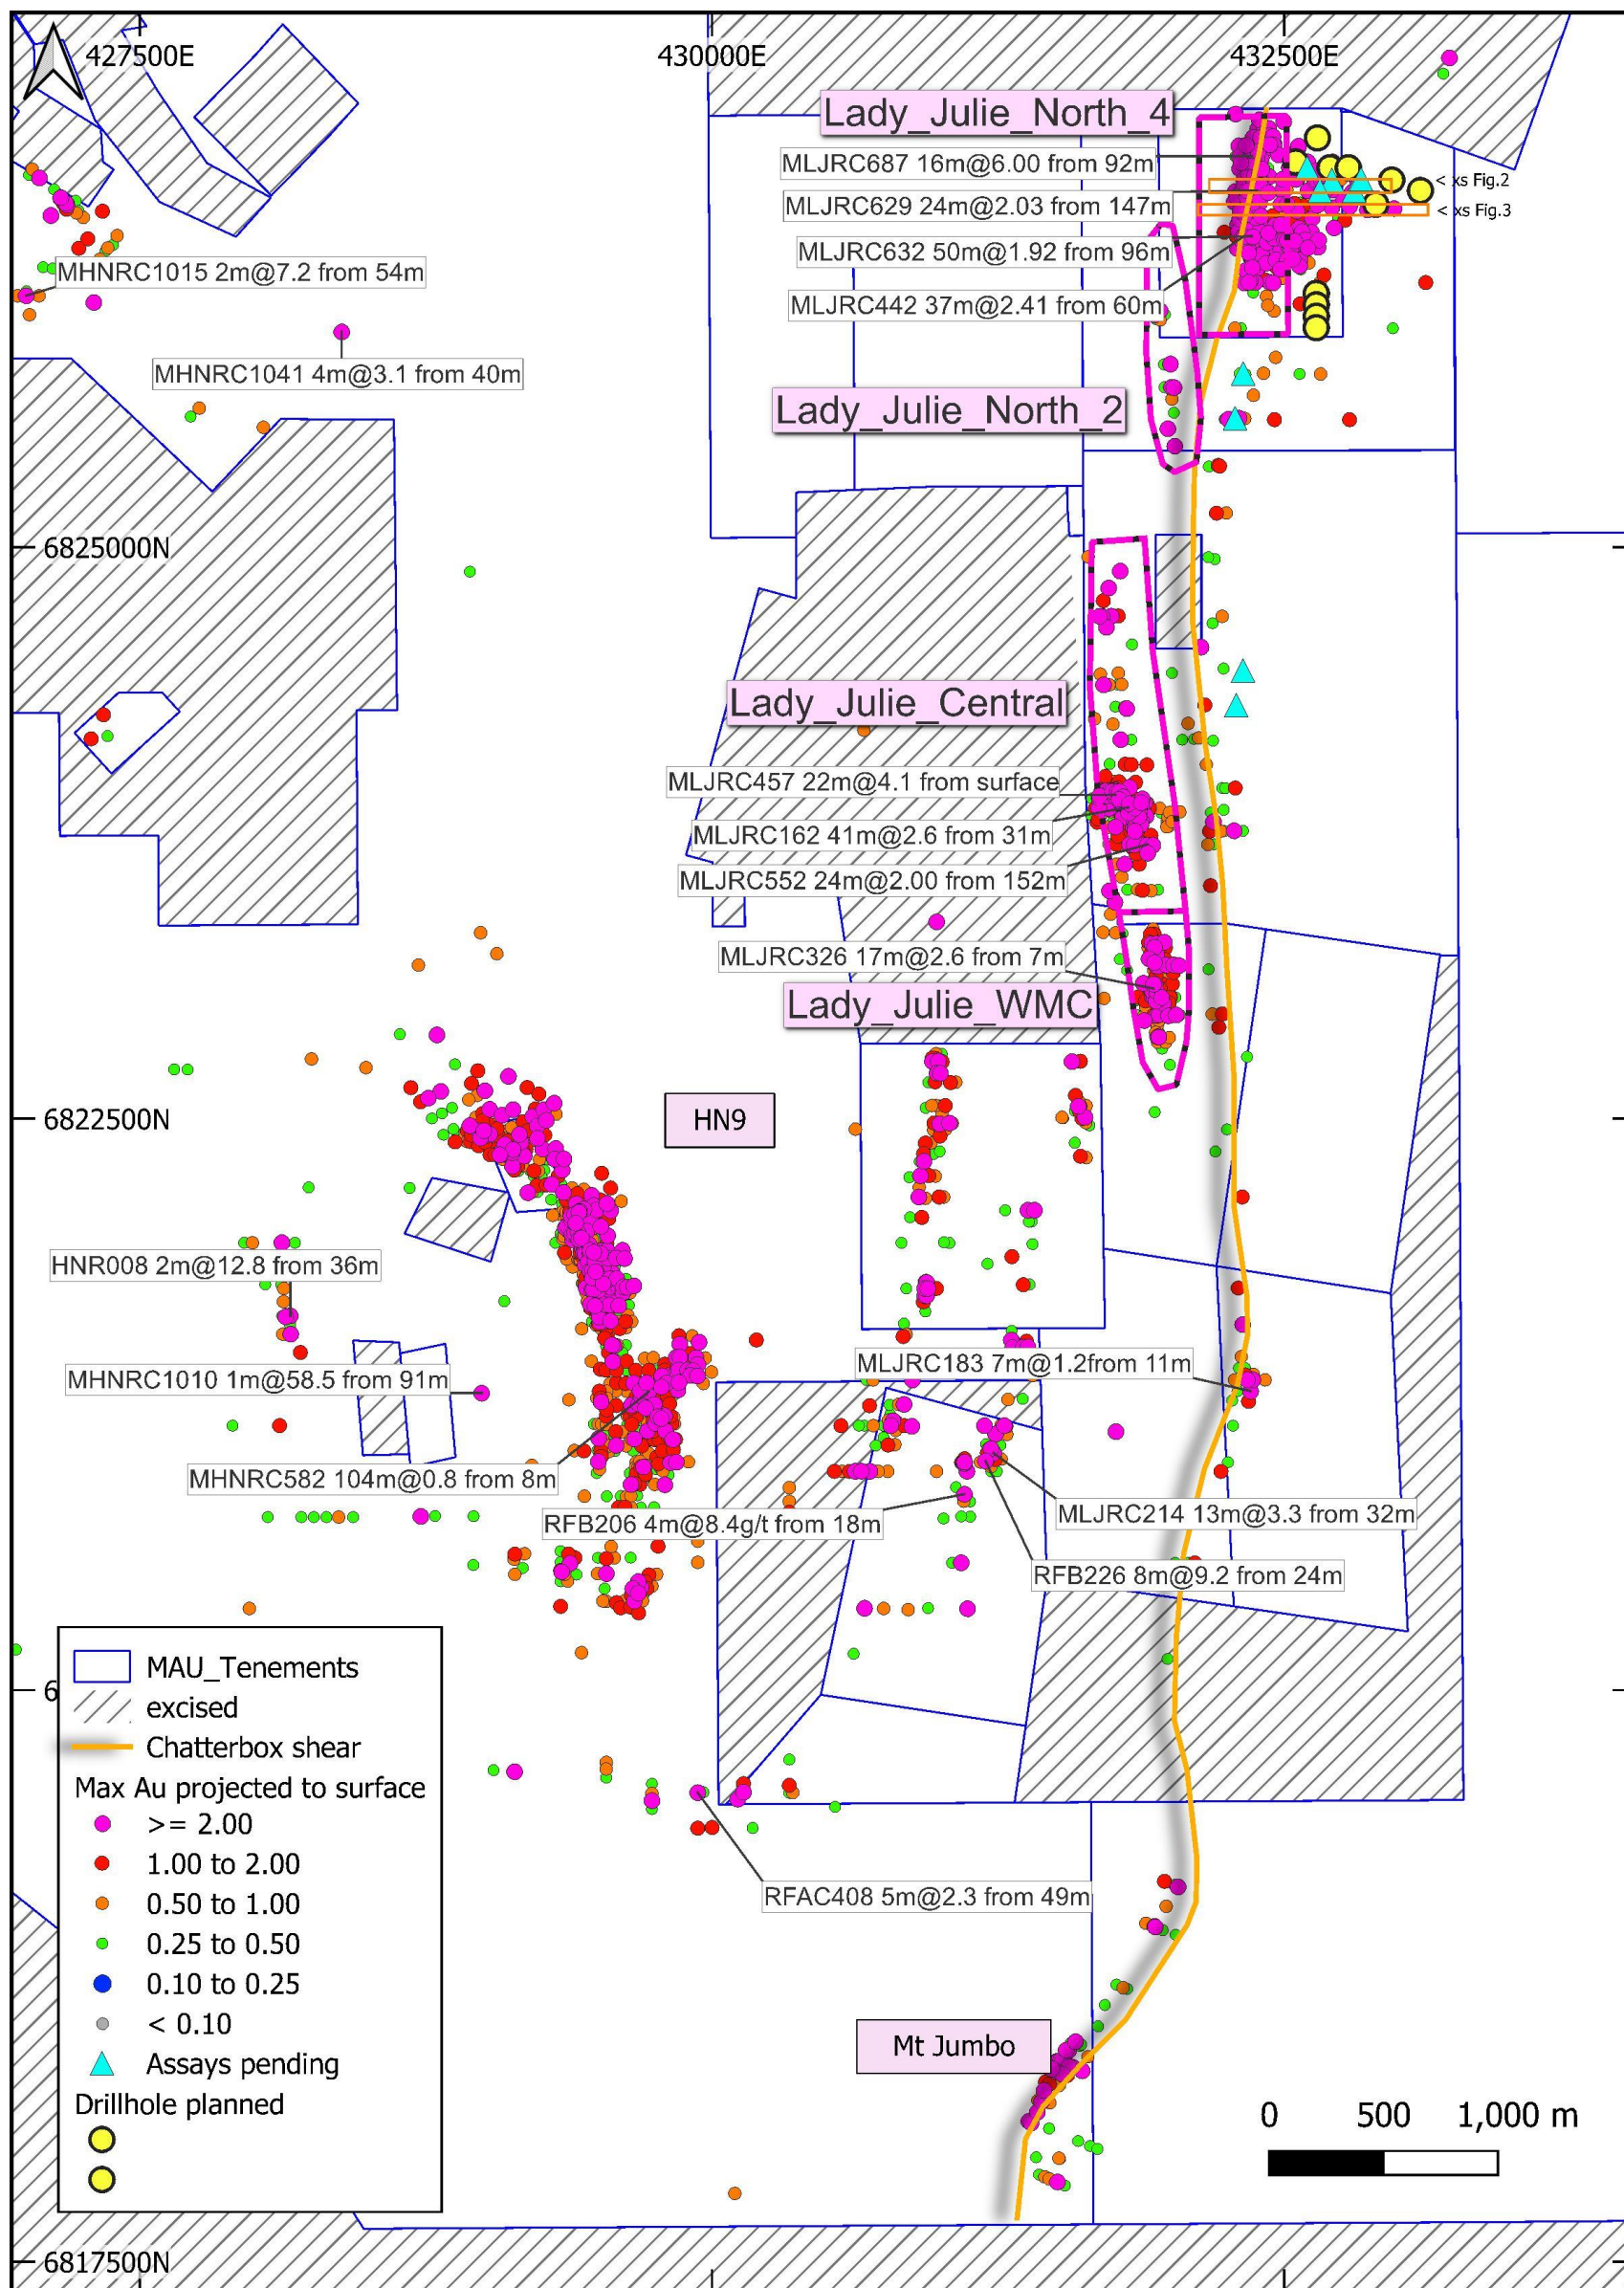 427500E
430000E
432500E
Lady_Julie_North_4
MLJRC687 16m@6.00 from 92m
< xs Fig.2
MLJRC629 24m@2.03 from 147m
< xs Fig.3
MLJRC632 50m@1.92 from 96m
MHNRC1015 2m@7.2 from 54m
MLJRC442 37m@2.41 from 60m
MHNRC1041 4m@3.1 from 40m
Lady_Julie_North_2
6825000N
Lady_Julie_Central
MLJRC457 22m@4.1 from surface
MLJRC162 41m@2.6 from 31m
MLJRC552 24m@2.00 from 152m
MLJRC326 17m@2.6 from 7m
Lady_Julie_WMC
6822500N
HN9
HNR008 2m@12.8 from 36m
MLJRC183 7m@1.2from 11m
MHNRC1010 1m@58.5 from 91m
MHNRC582 104m@0.8 from 8m
MLJRC214 13m@3.3 from 32m
RFB206 4m@8.4g/t from 18m
RFB226 8m@9.2 from 24m
6
MAU_Tenements
excised
Chatterbox shear
Max Au projected to surface
>= 2.00
1.00 to 2.00
0.50 to 1.00
0.25 to 0.50
0.10 to 0.25
< 0.10
Assays pending
Drillhole planned
RFAC408 5m@2.3 from 49m
Mt Jumbo
0 500 1,000 m
6817500N